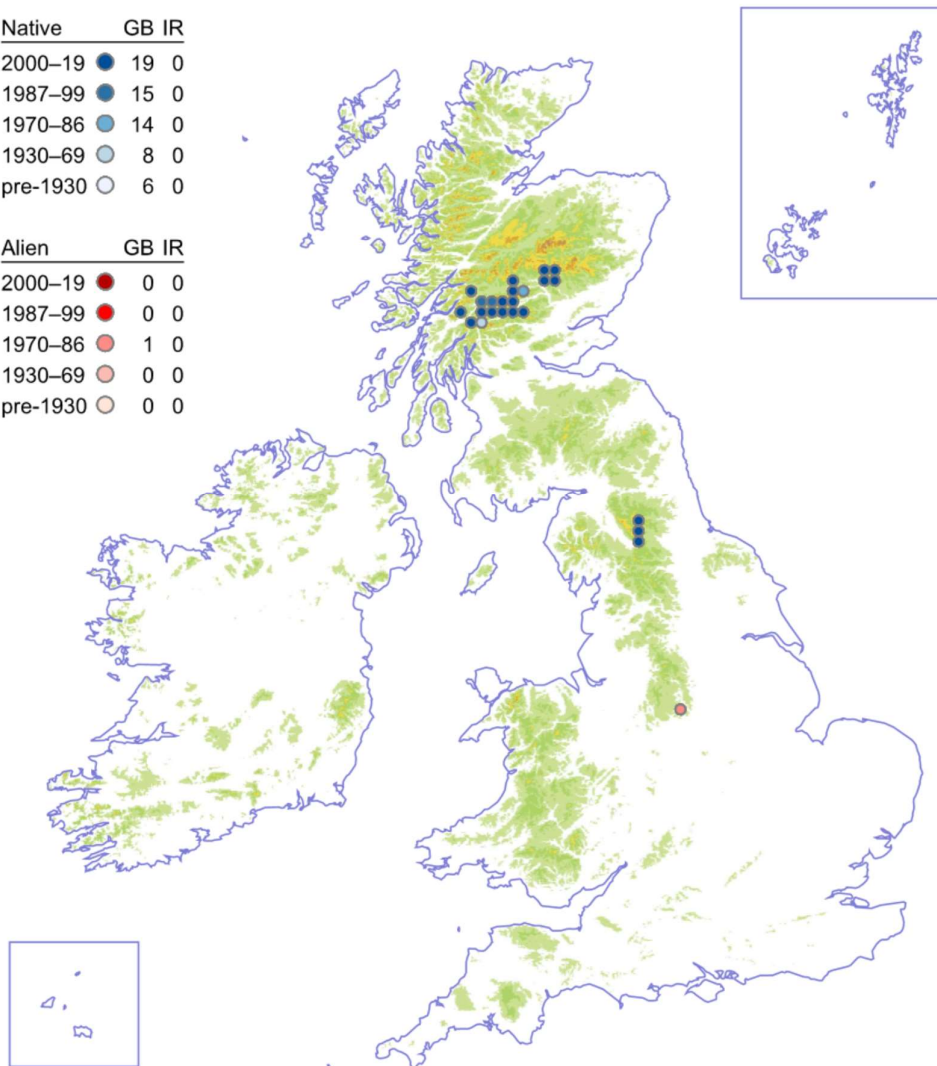 Native GB IR
2000–19 19 0
1987–99 15 0
1970–86 14 0
1930–69 8 0
pre-1930 6 0
Alien GB IR
2000–19 0 0
1987–99 0 0
1970–86 1 0
1930–69 0 0
pre-1930 0 0